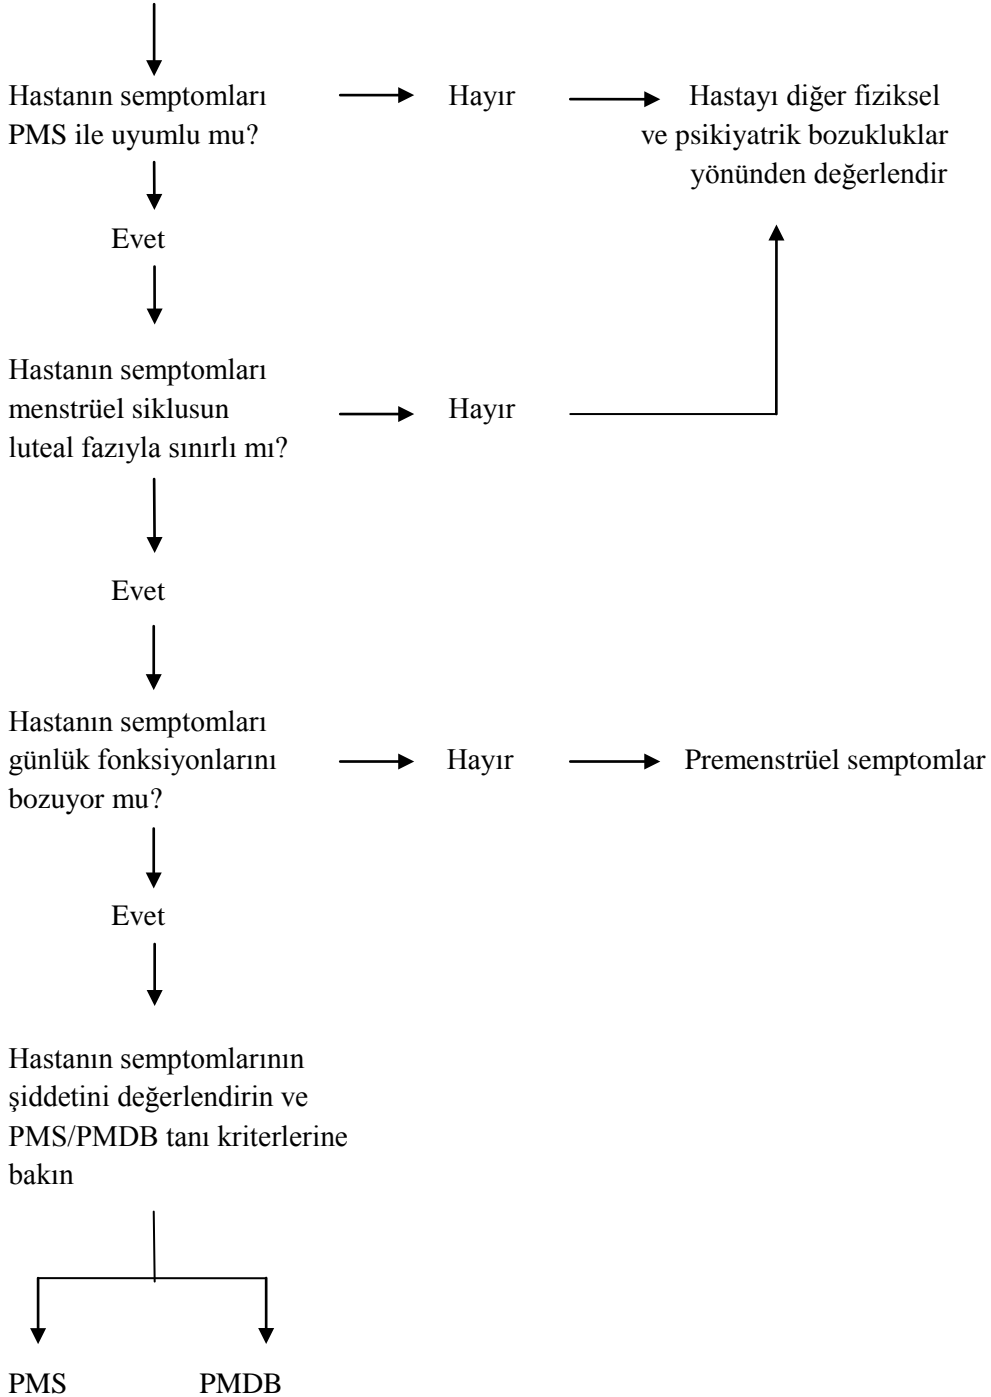 Hastanın semptomları
PMS ile uyumlu mu?
Hayır
Hastayı diğer fiziksel
ve psikiyatrik bozukluklar
yönünden değerlendir
Evet
Hastanın semptomları
menstrüel siklusun
luteal fazıyla sınırlı mı?
Hayır
Evet
Hastanın semptomları
günlük fonksiyonlarını
bozuyor mu?
Hayır
Premenstrüel semptomlar
Evet
Hastanın semptomlarının
şiddetini değerlendirin ve
PMS/PMDB tanı kriterlerine
bakın
PMS
PMDB